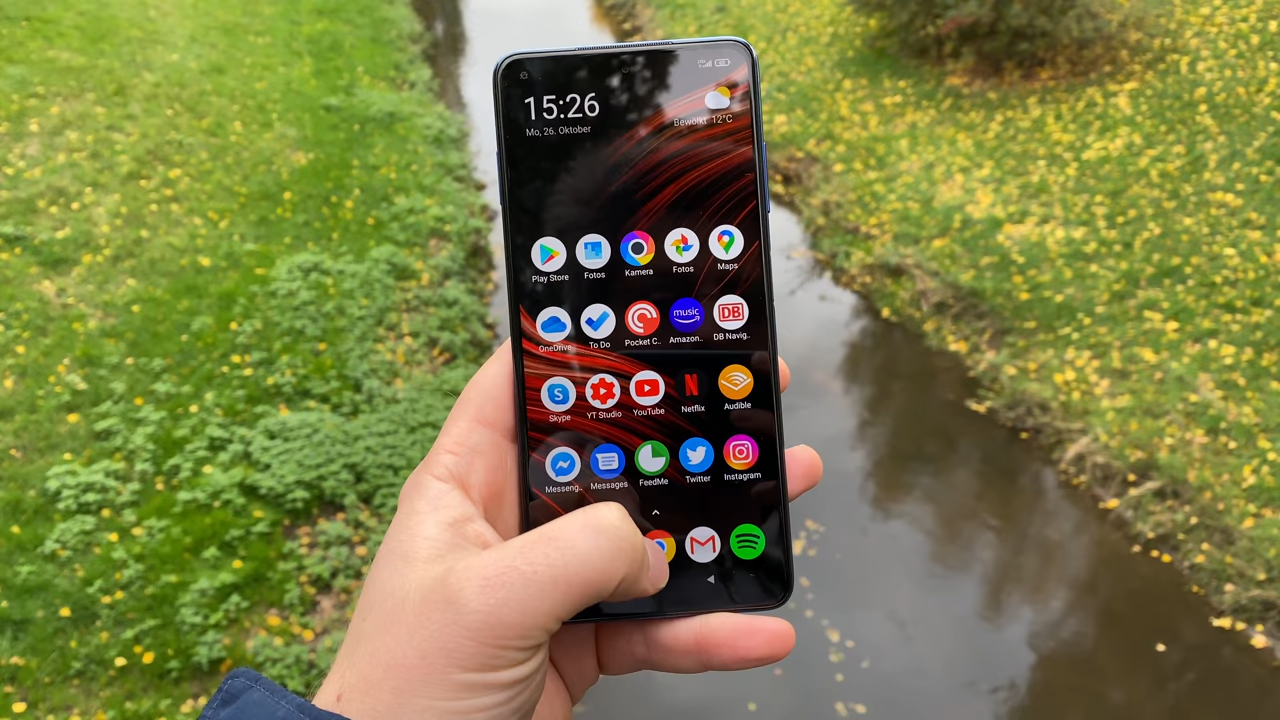 15:26
Mo, 26. Oktober
Bewölkt 12°C
Play Store
Fotos
Kamera
Fotos
Maps
OneDrive
To Do
Pocket C..
music
Amazon..
DB
DB Navig..
S
Skype
YT Studio
YouTube
N
Netflix
Audible
Messeng..
Messages
FeedMe
Twitter
Instagram